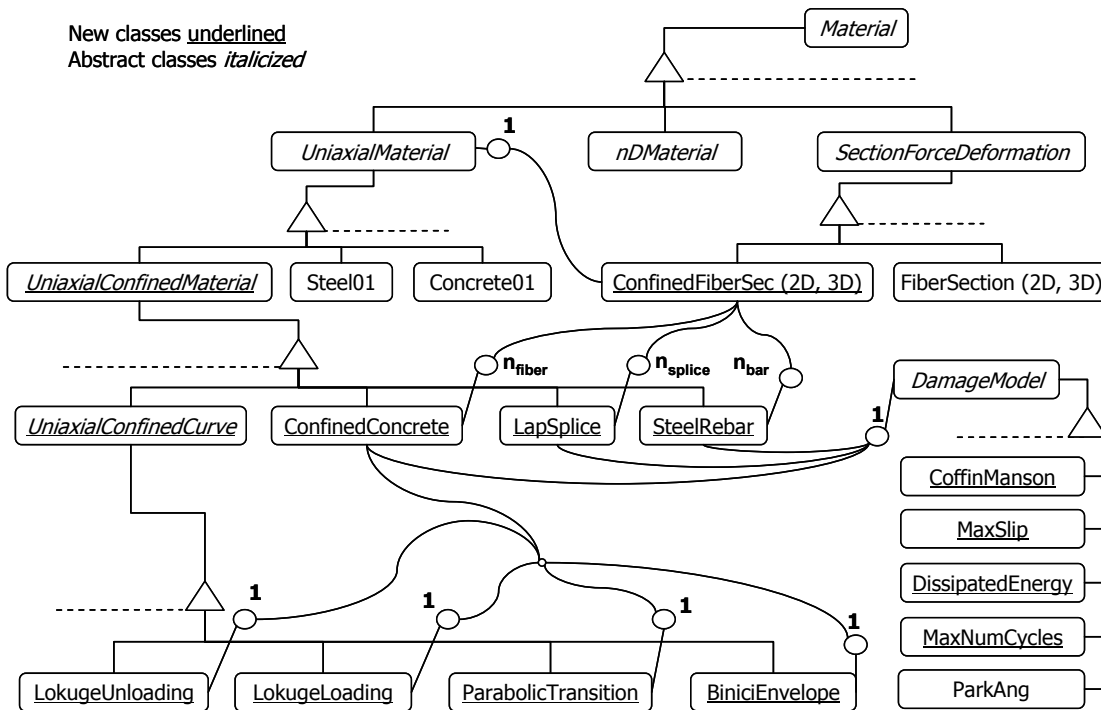 New classes underlined
Abstract classes italicized
Material
1
UniaxialMaterial
nDMaterial
SectionForceDeformation
UniaxialConfinedMaterial
Steel01
Concrete01
ConfinedFiberSec (2D, 3D)
FiberSection (2D, 3D)
nfiber
nsplice
nbar
DamageModel
1
UniaxialConfinedCurve
ConfinedConcrete
LapSplice
SteelRebar
CoffinManson
MaxSlip
DissipatedEnergy
1
1
1
1
MaxNumCycles
LokugeUnloading
LokugeLoading
ParabolicTransition
BiniciEnvelope
ParkAng